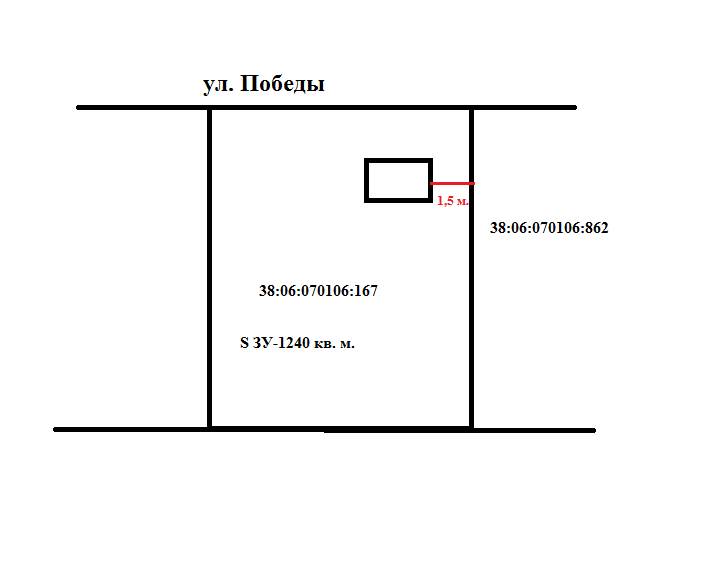 ул. Победы
1,5 м.
38:06:070106:862
38:06:070106:167
S ЗУ-1240 кв. м.